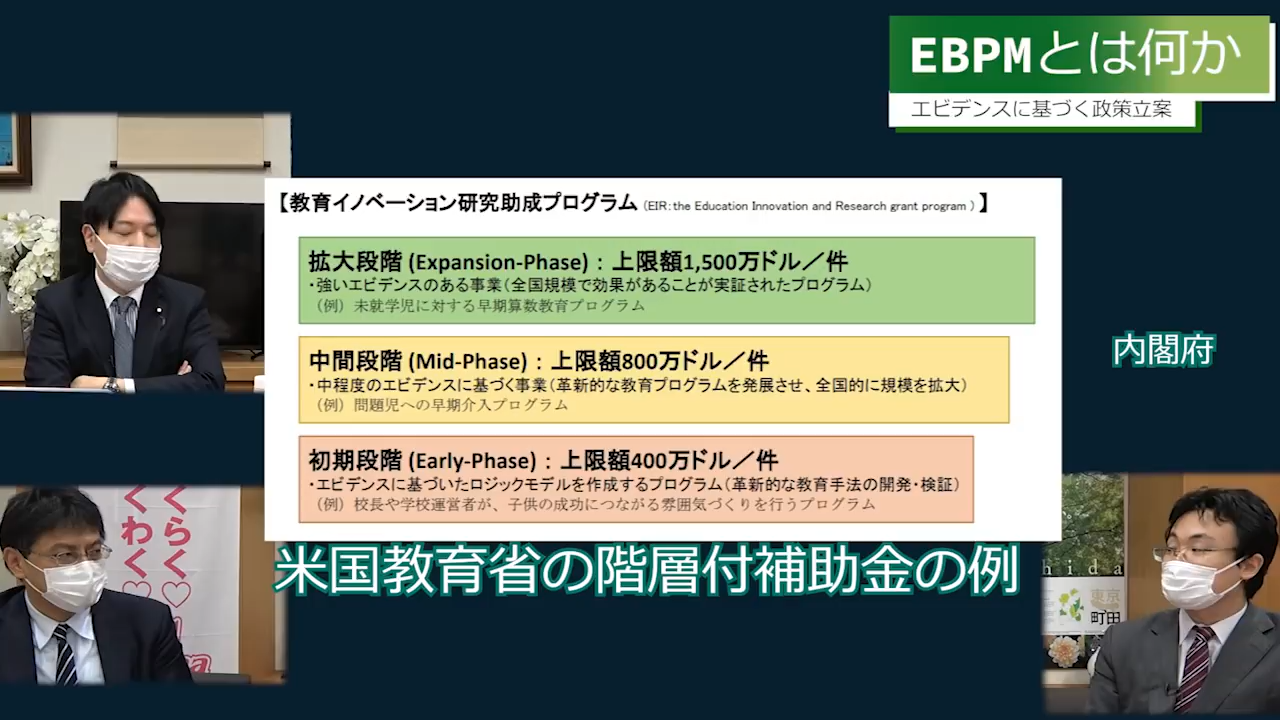 EBPMとは何か
エビデンスに基づく政策立案
【教育イノベーション研究助成プログラム (EIR: the Education Innovation and Research grant program ) 】
拡大段階 (Expansion-Phase)：上限額1,500万ドル／件
・強いエビデンスのある事業（全国規模で効果があることが実証されたプログラム）
（例）未就学児に対する早期算数教育プログラム
中間段階 (Mid-Phase)：上限額800万ドル／件
・中程度のエビデンスに基づく事業（革新的な教育プログラムを発展させ、全国的に規模を拡大）
（例）問題児への早期介入プログラム
初期段階 (Early-Phase)：上限額400万ドル／件
・エビデンスに基づいたロジックモデルを作成するプログラム（革新的な教育手法の開発・検証）
（例）校長や学校運営者が、子供の成功につながる雰囲気づくりを行うプログラム
内閣府
米国教育省の階層付補助金の例
くらく♡
くわく♡
hida
東京
町田